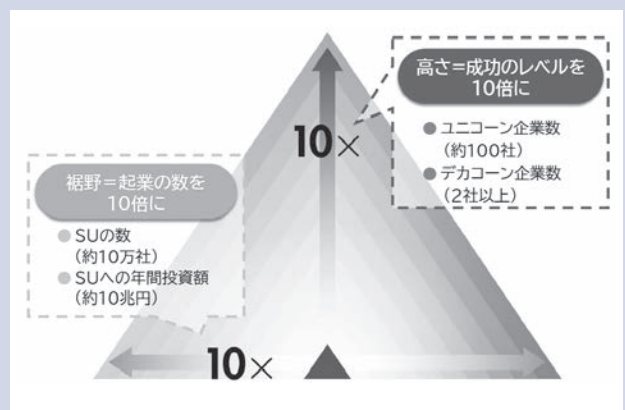 高さ=成功のレベルを
10倍に
● ユニコーン企業数
(約100社)
● デカコーン企業数
(2社以上)
10×
裾野=起業の数を
10倍に
● SUの数
(約10万社)
● SUへの年間投資額
(約10兆円)
10×